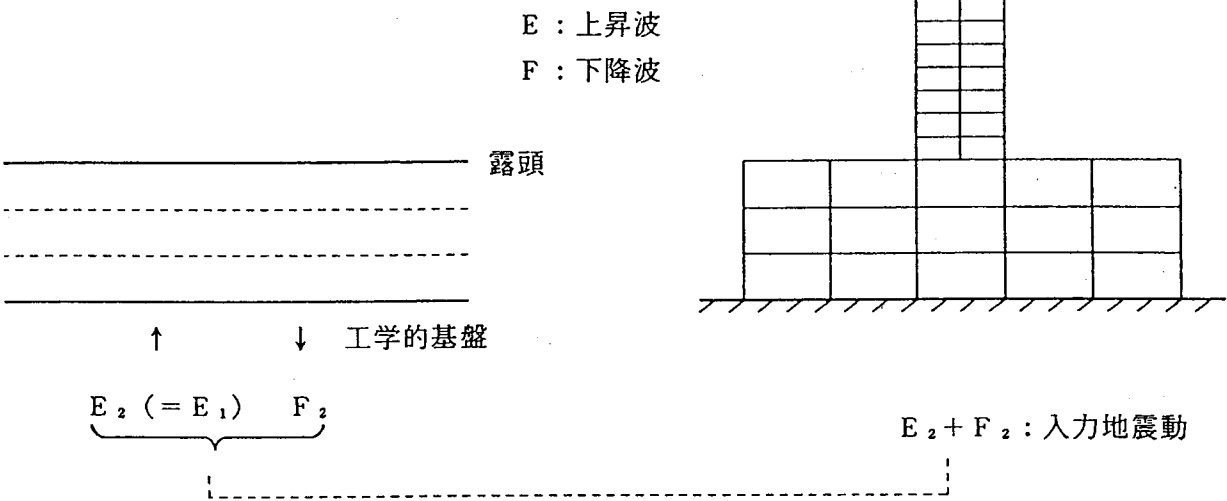 E：上昇波
F：下降波
露頭
↑ ↓ 工学的基盤
E₂（＝E₁） F₂
E₂＋F₂：入力地震動